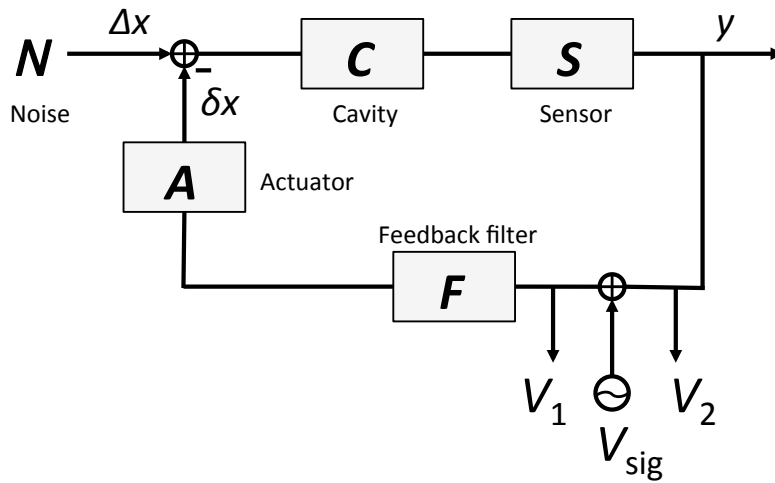 Δx
y
N
C
S
Noise
Cavity
Sensor
δx
A
Actuator
Feedback filter
F
V1
V2
Vsig